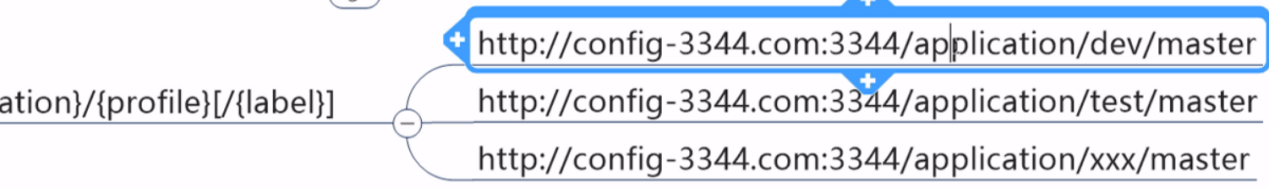 http://config-3344.com:3344/application/dev/master
ation}/{profile}[/{label}]
http://config-3344.com:3344/application/test/master
http://config-3344.com:3344/application/xxx/master